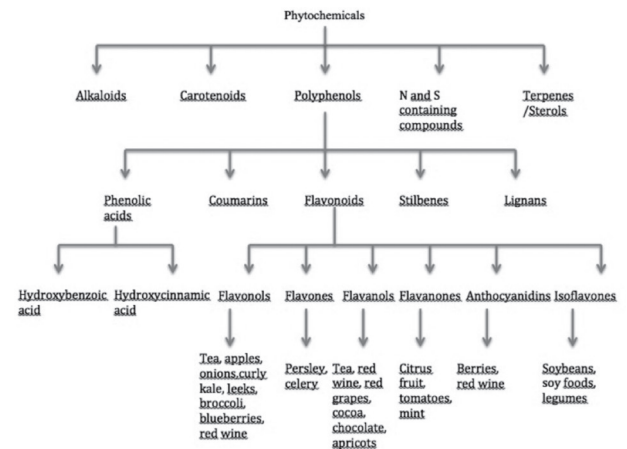 Phytochemicals
Alkaloids
Carotenoids
Polyphenols
N and S
containing
compounds
Terpenes
/Sterols
Phenolic
acids
Coumarins
Flavonoids
Stilbenes
Lignans
Hydroxybenzoic
acid
Hydroxycinnamic
acid
Flavonols
Flavones
Flavanols
Flavanones
Anthocyanidins
Isoflavones
Tea, apples,
onions,curly
kale, leeks,
broccoli,
blueberries,
red wine
Persley,
celery
Tea, red
wine, red
grapes,
cocoa,
chocolate,
apricots
Citrus
fruit,
tomatoes,
mint
Berries,
red wine
Soybeans,
soy foods,
legumes